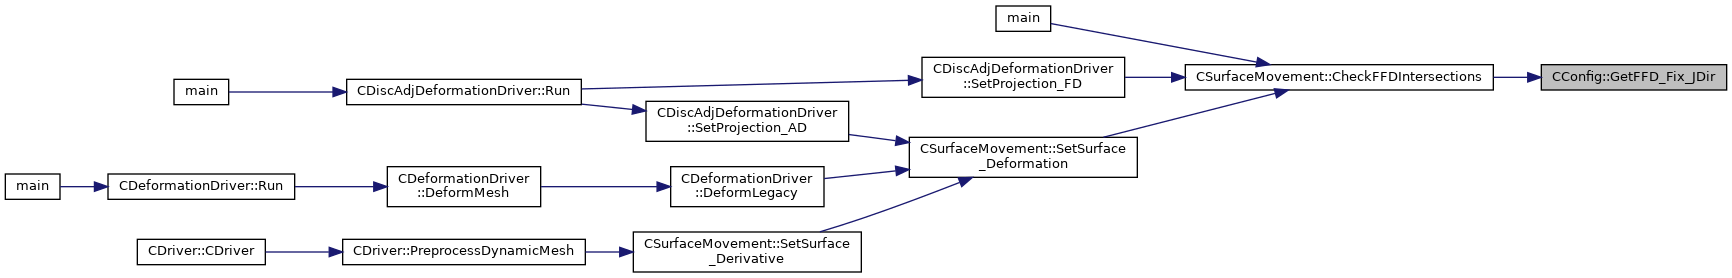 main
CDiscAdjDeformationDriver
::SetProjection_FD
CSurfaceMovement::CheckFFDIntersections
CConfig::GetFFD_Fix_JDir
main
CDiscAdjDeformationDriver::Run
CDiscAdjDeformationDriver
::SetProjection_AD
CSurfaceMovement::SetSurface
_Deformation
main
CDeformationDriver::Run
CDeformationDriver
::DeformMesh
CDeformationDriver
::DeformLegacy
CDriver::CDriver
CDriver::PreprocessDynamicMesh
CSurfaceMovement::SetSurface
_Derivative